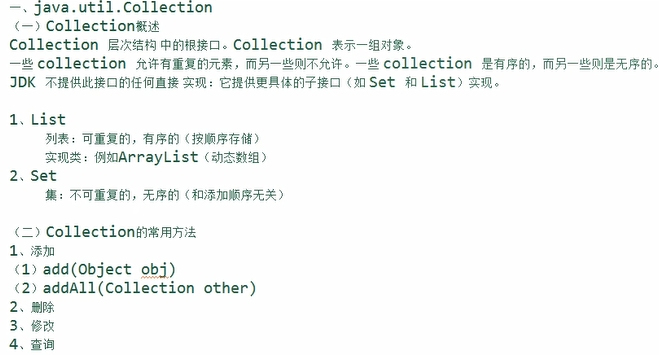 一、java.util.Collection
（一）Collection概述
Collection 层次结构 中的根接口。Collection 表示一组对象。
一些 collection 允许有重复的元素，而另一些则不允许。一些 collection 是有序的，而另一些则是无序的。
JDK 不提供此接口的任何直接 实现：它提供更具体的子接口（如 Set 和 List）实现。
1、List
列表：可重复的，有序的（按顺序存储）
实现类：例如ArrayList（动态数组）
2、Set
集：不可重复的，无序的（和添加顺序无关）
（二）Collection的常用方法
1、添加
（1）add(Object obj)
（2）addAll(Collection other)
2、删除
3、修改
4、查询